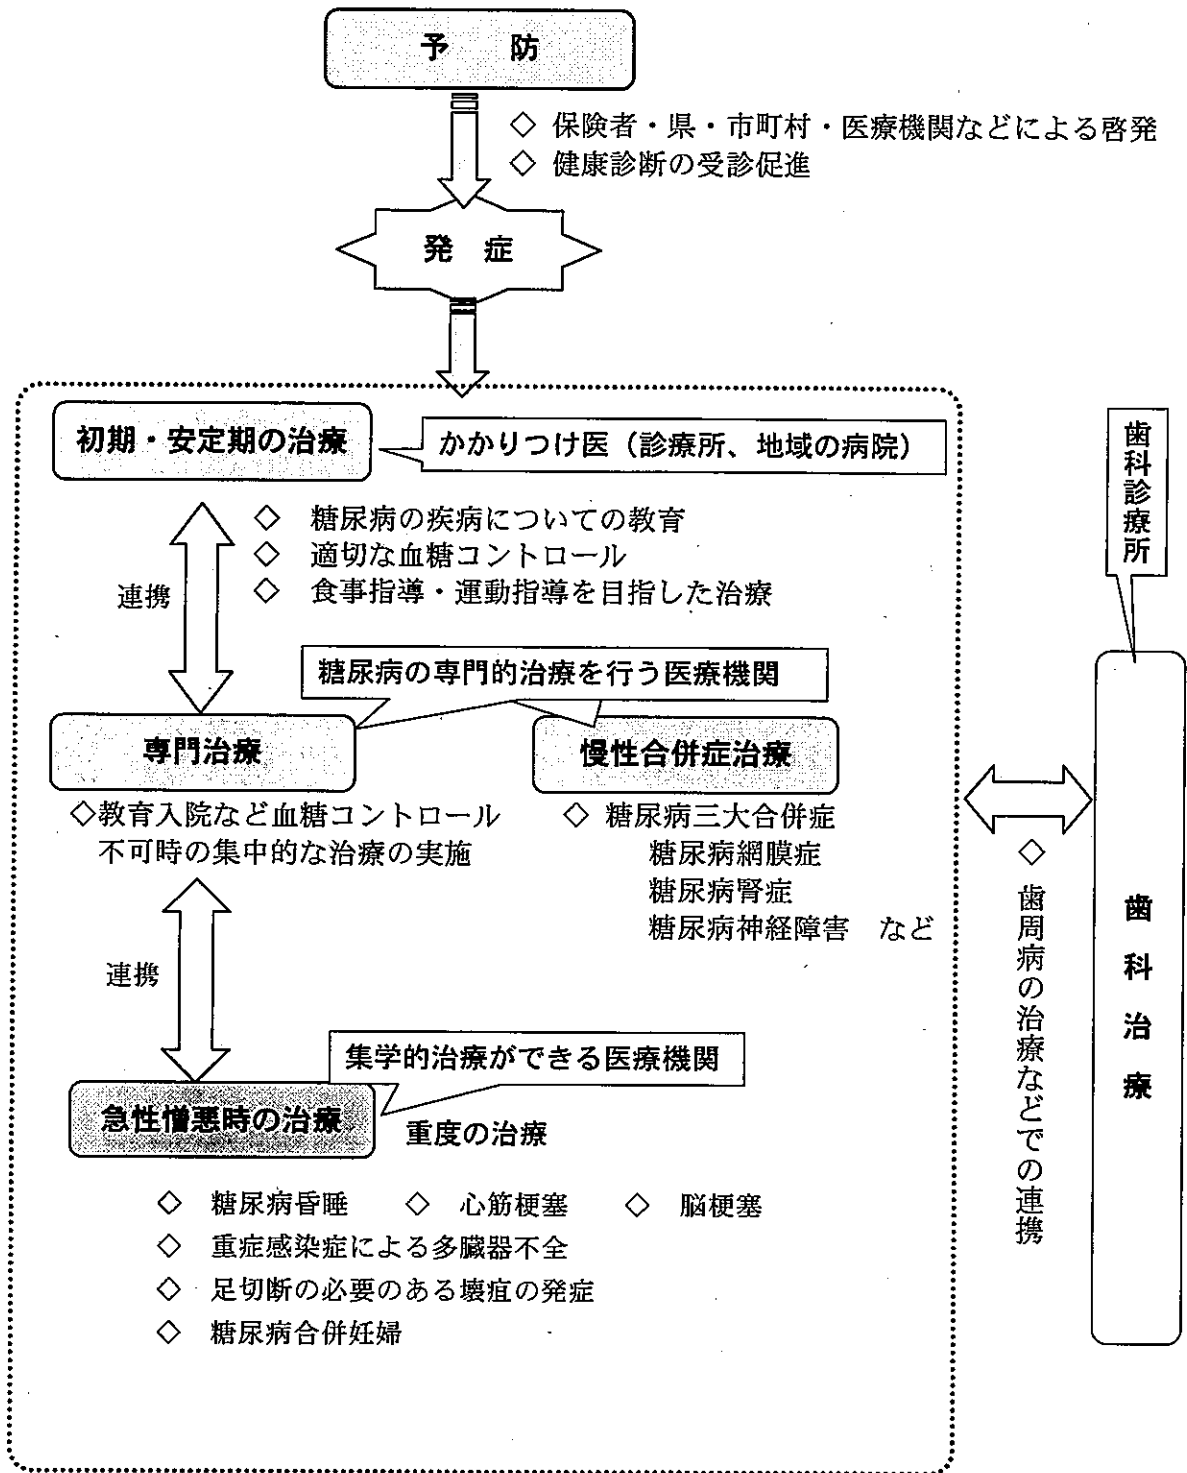 予 防
◇ 保険者・県・市町村・医療機関などによる啓発
◇ 健康診断の受診促進
発 症
初期・安定期の治療
かかりつけ医（診療所、地域の病院）
◇ 糖尿病の疾病についての教育
◇ 適切な血糖コントロール
◇ 食事指導・運動指導を目指した治療
連携
糖尿病の専門的治療を行う医療機関
専門治療
◇教育入院など血糖コントロール
不可時の集中的な治療の実施
慢性合併症治療
◇ 糖尿病三大合併症
糖尿病網膜症
糖尿病腎症
糖尿病神経障害 など
連携
集学的治療ができる医療機関
急性憎悪時の治療
重度の治療
◇ 糖尿病昏睡 ◇ 心筋梗塞 ◇ 脳梗塞
◇ 重症感染症による多臓器不全
◇ 足切断の必要のある壊疽の発症
◇ 糖尿病合併妊婦
◇ 歯周病の治療などでの連携
歯科診療所
歯科治療